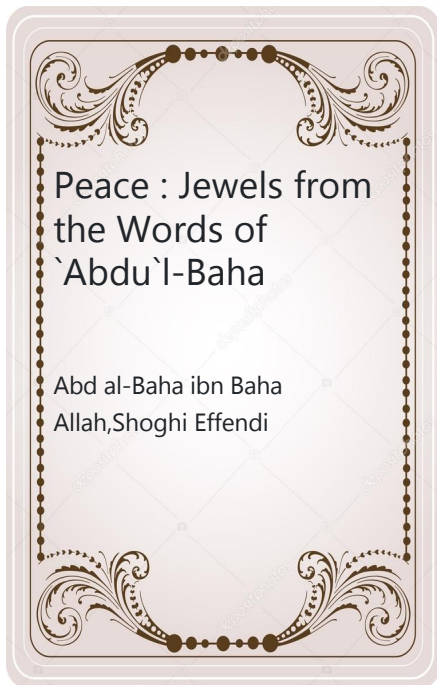 Peace : Jewels from
the Words of
`Abdu`l-Baha
Abd al-Baha ibn Baha
Allah,Shoghi Effendi